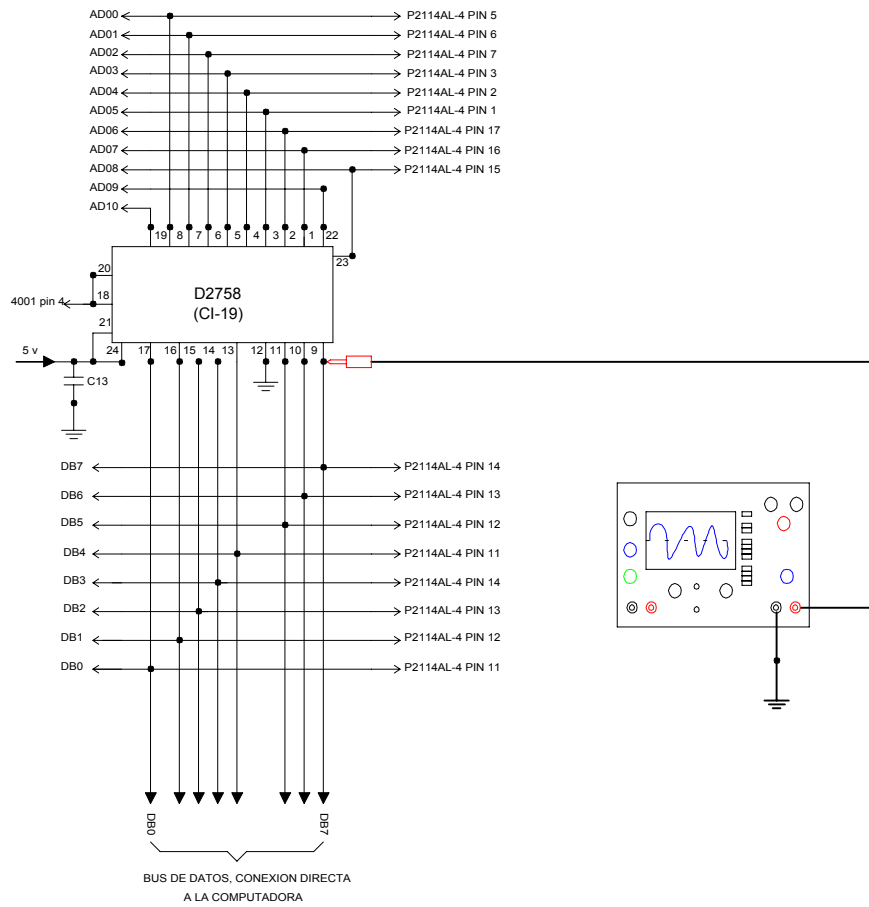 AD00 P2114AL-4 PIN 5
AD01 P2114AL-4 PIN 6
AD02 P2114AL-4 PIN 7
AD03 P2114AL-4 PIN 3
AD04 P2114AL-4 PIN 2
AD05 P2114AL-4 PIN 1
AD06 P2114AL-4 PIN 17
AD07 P2114AL-4 PIN 16
AD08 P2114AL-4 PIN 15
AD09
AD10
19 8 7 6 5 4 3 2 1 22
23
20
18
21
4001 pin 4
D2758
(CI-19)
5 v
24 17 16 15 14 13 12 11 10 9
C13
DB7 P2114AL-4 PIN 14
DB6 P2114AL-4 PIN 13
DB5 P2114AL-4 PIN 12
DB4 P2114AL-4 PIN 11
DB3 P2114AL-4 PIN 14
DB2 P2114AL-4 PIN 13
DB1 P2114AL-4 PIN 12
DB0 P2114AL-4 PIN 11
DB0 DB7
BUS DE DATOS, CONEXION DIRECTA
A LA COMPUTADORA